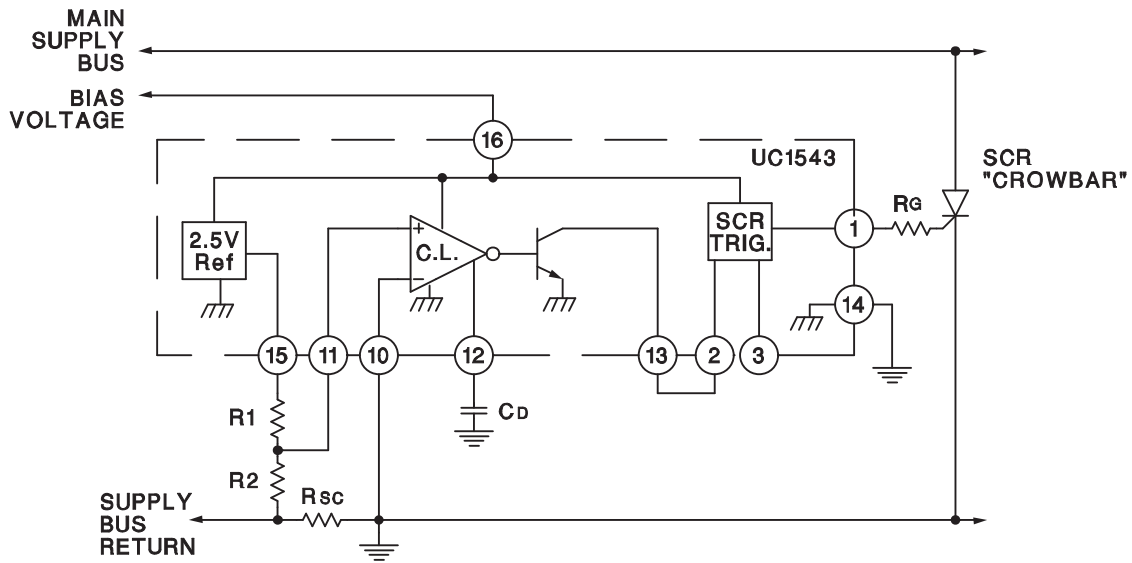 MAIN
SUPPLY
BUS
BIAS
VOLTAGE
16
UC1543
SCR
"CROWBAR"
2.5V
Ref
+
C.L.
−
SCR
TRIG.
1
RG
14
15
11
10
12
13
2
3
R1
CD
R2
RSC
SUPPLY
BUS
RETURN